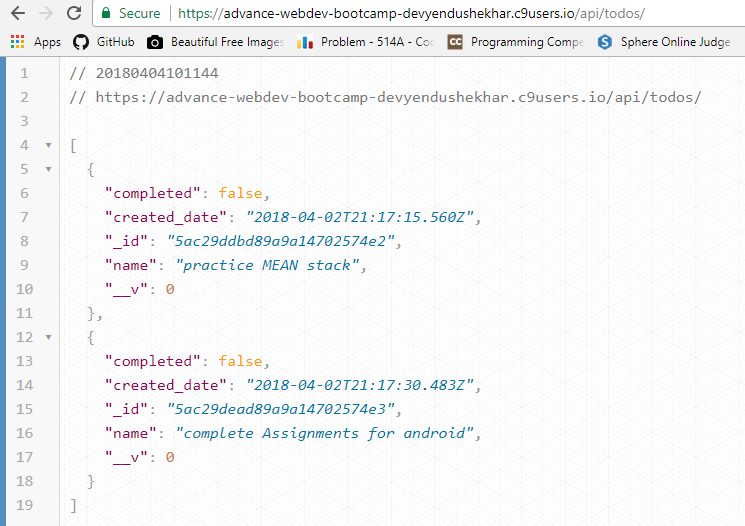 Secure https://advance-webdev-bootcamp-devyendushekhar.c9users.io/api/todos/
Apps GitHub Beautiful Free Images Problem - 514A - Co Programming Compe Sphere Online Judge
1 // 20180404101144
2 // https://advance-webdev-bootcamp-devyendushekhar.c9users.io/api/todos/
3
4 [
5 {
6 "completed": false,
7 "created_date": "2018-04-02T21:17:15.560Z",
8 "_id": "5ac29ddbd89a9a14702574e2",
9 "name": "practice MEAN stack",
10 "__v": 0
11 },
12 {
13 "completed": false,
14 "created_date": "2018-04-02T21:17:30.483Z",
15 "_id": "5ac29dead89a9a14702574e3",
16 "name": "complete Assignments for android",
17 "__v": 0
18 }
19 ]